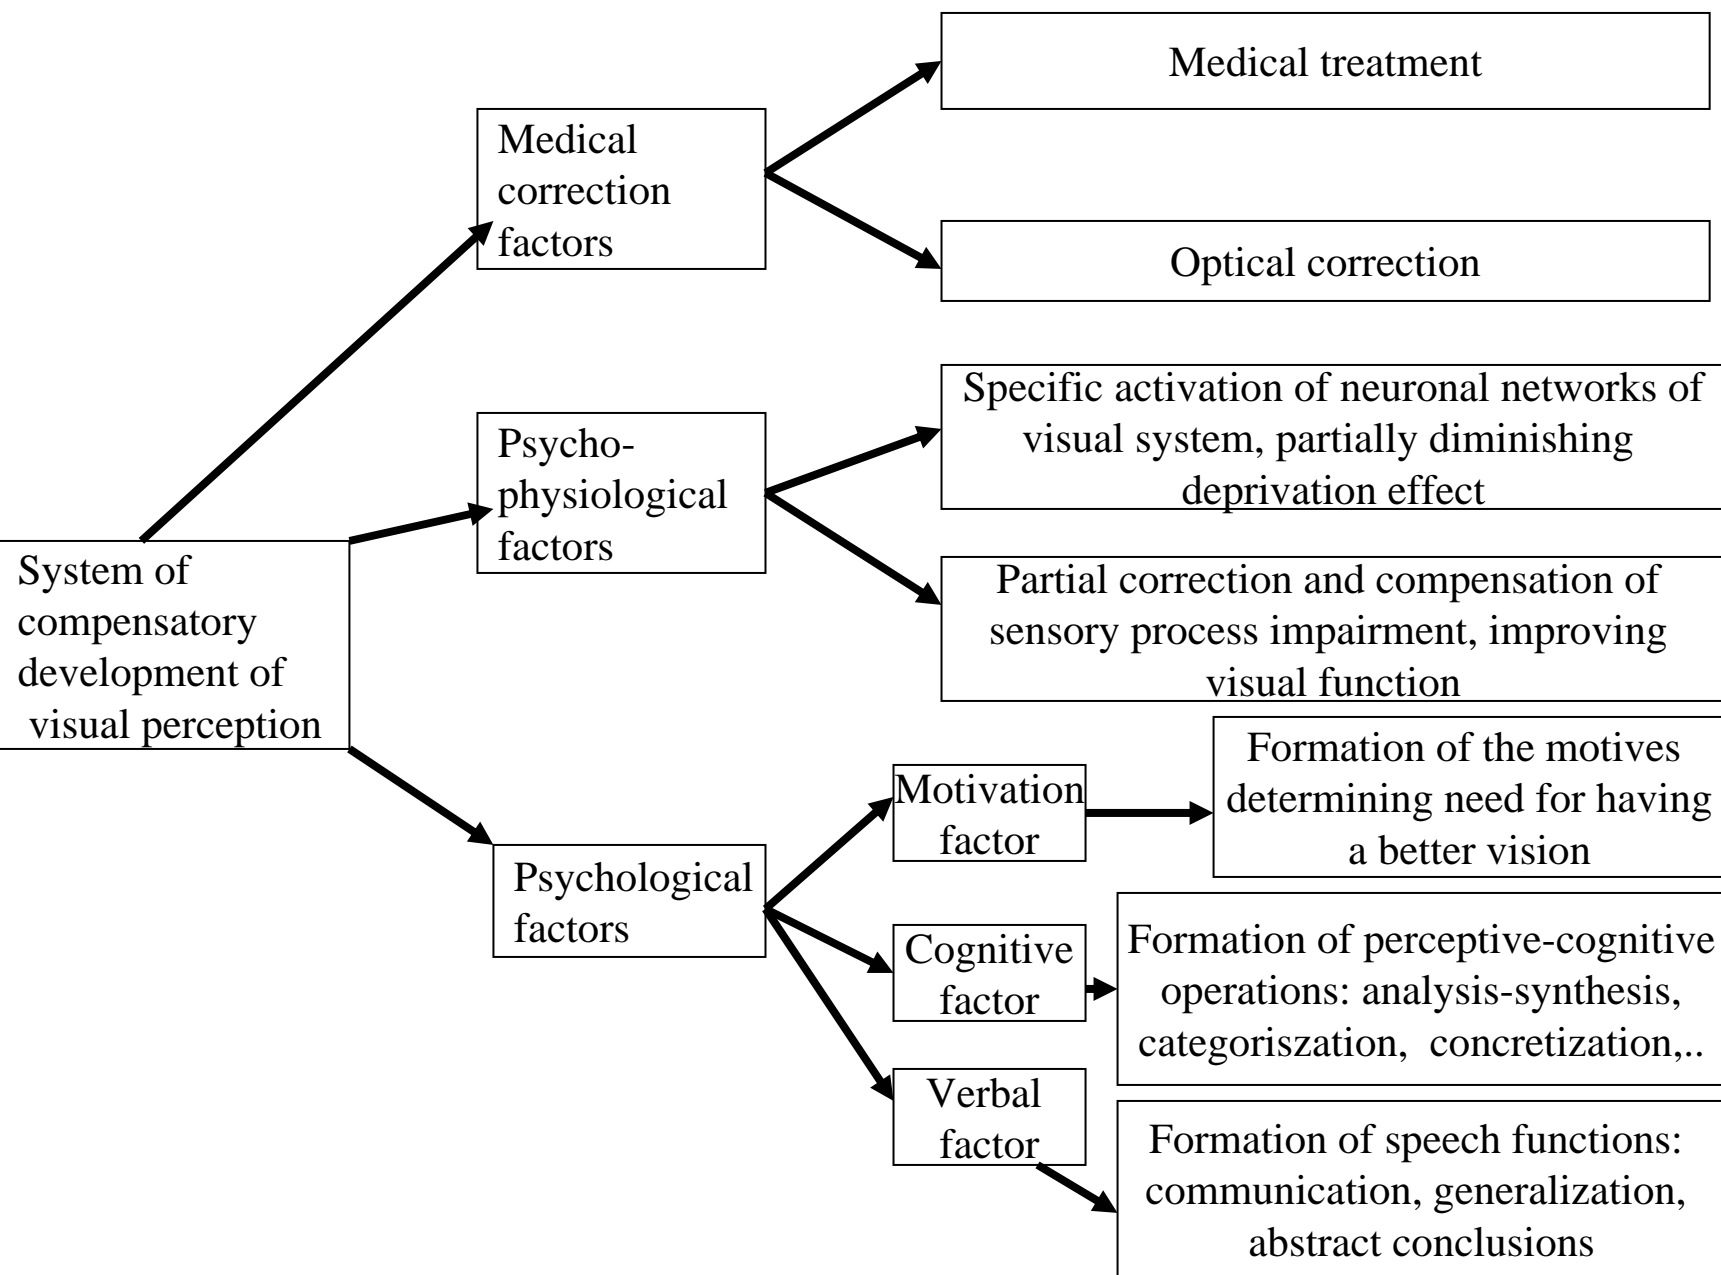 Medical treatment
Medical
correction
factors
Optical correction
Specific activation of neuronal networks of
visual system, partially diminishing
deprivation effect
Psycho-
physiological
factors
System of
compensatory
development of
visual perception
Partial correction and compensation of
sensory process impairment, improving
visual function
Psychological
factors
Motivation
factor
Formation of the motives
determining need for having
a better vision
Cognitive
factor
Formation of perceptive-cognitive
operations: analysis-synthesis,
categoriszation, concretization,..
Verbal
factor
Formation of speech functions:
communication, generalization,
abstract conclusions